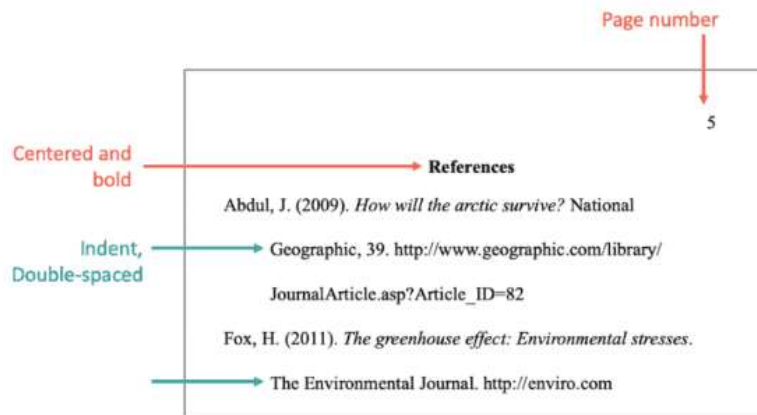 Page number
5
Centered and
bold
References
Abdul, J. (2009). How will the arctic survive? National
Indent,
Double-spaced
Geographic, 39. http://www.geographic.com/library/
JournalArticle.asp?Article_ID=82
Fox, H. (2011). The greenhouse effect: Environmental stresses.
The Environmental Journal. http://enviro.com